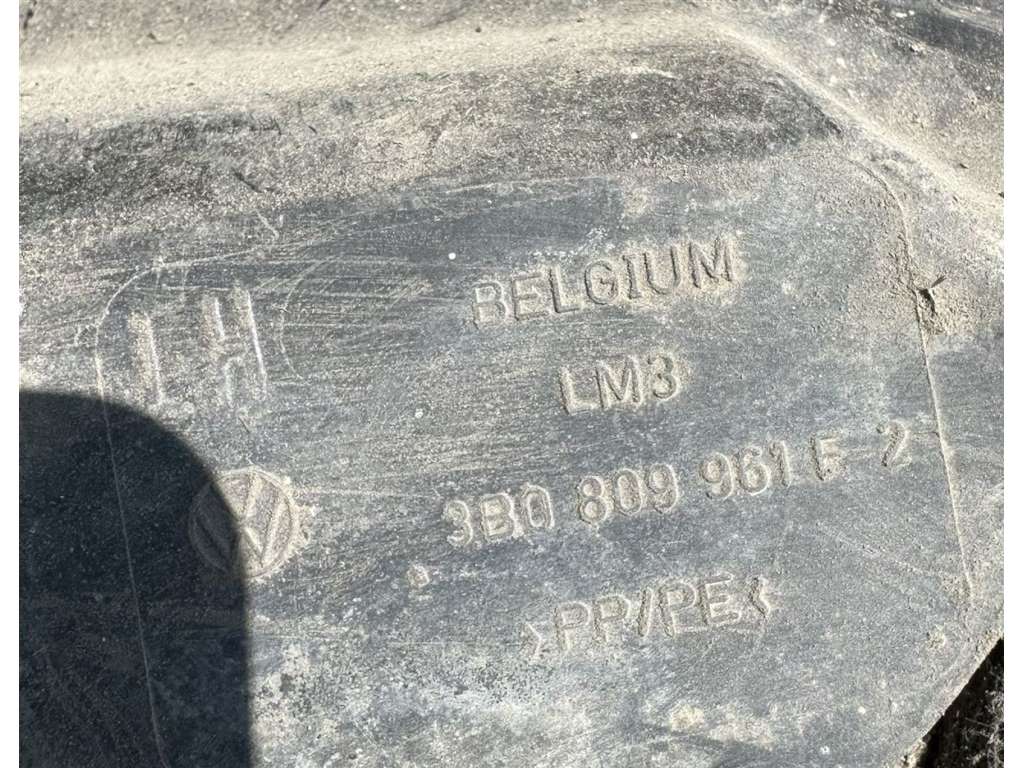 BELGIUM
LH
LM3
3B0 809 961 F 2
>PP/PE<